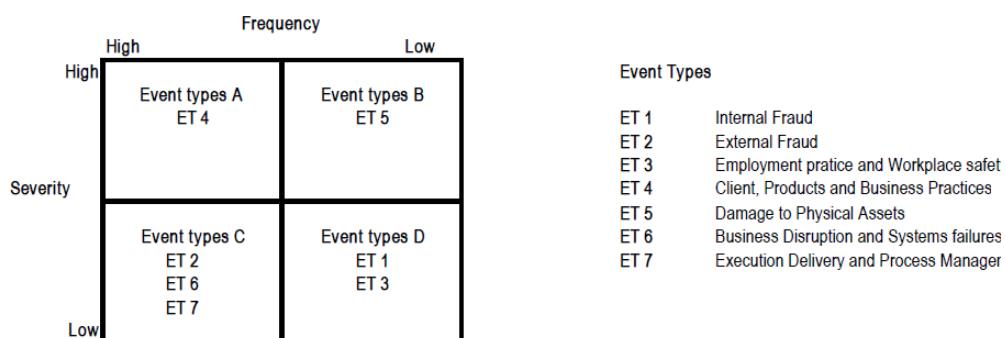 Frequency
High Low
High
Event types A Event types B
ET 4 ET 5
Severity
Event types C Event types D
ET 2 ET 1
ET 6 ET 3
ET 7
Low
Event Types
ET 1 Internal Fraud
ET 2 External Fraud
ET 3 Employment pratice and Workplace
ET 4 Client, Products and Business Practices
ET 5 Damage to Physical Assets
ET 6 Business Disruption and Systems failures
ET 7 Execution Delivery and Process